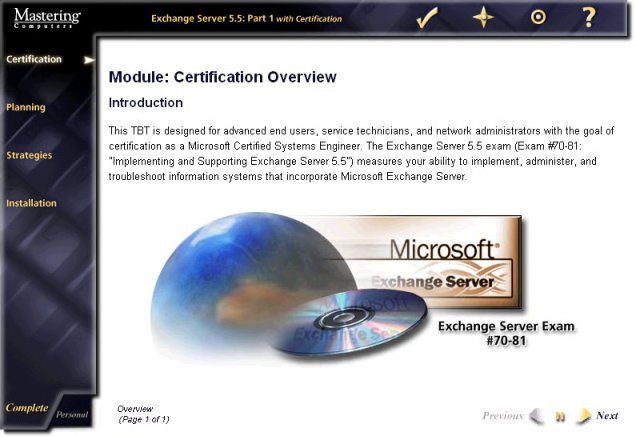 Mastering
Computers
Exchange Server 5.5: Part 1 with Certification
?
Certification
Planning
Strategies
Installation
Module: Certification Overview
Introduction
This TBT is designed for advanced end users, service technicians, and network administrators with the goal of
certification as a Microsoft Certified Systems Engineer. The Exchange Server 5.5 exam (Exam #70-81:
"Implementing and Supporting Exchange Server 5.5") measures your ability to implement, administer, and
troubleshoot information systems that incorporate Microsoft Exchange Server.
Microsoft®
Exchange Server
Microsoft
Exchange Se
Exchange Server Exam
#70-81
Complete
Personal
Overview
(Page 1 of 1)
Previous
Next